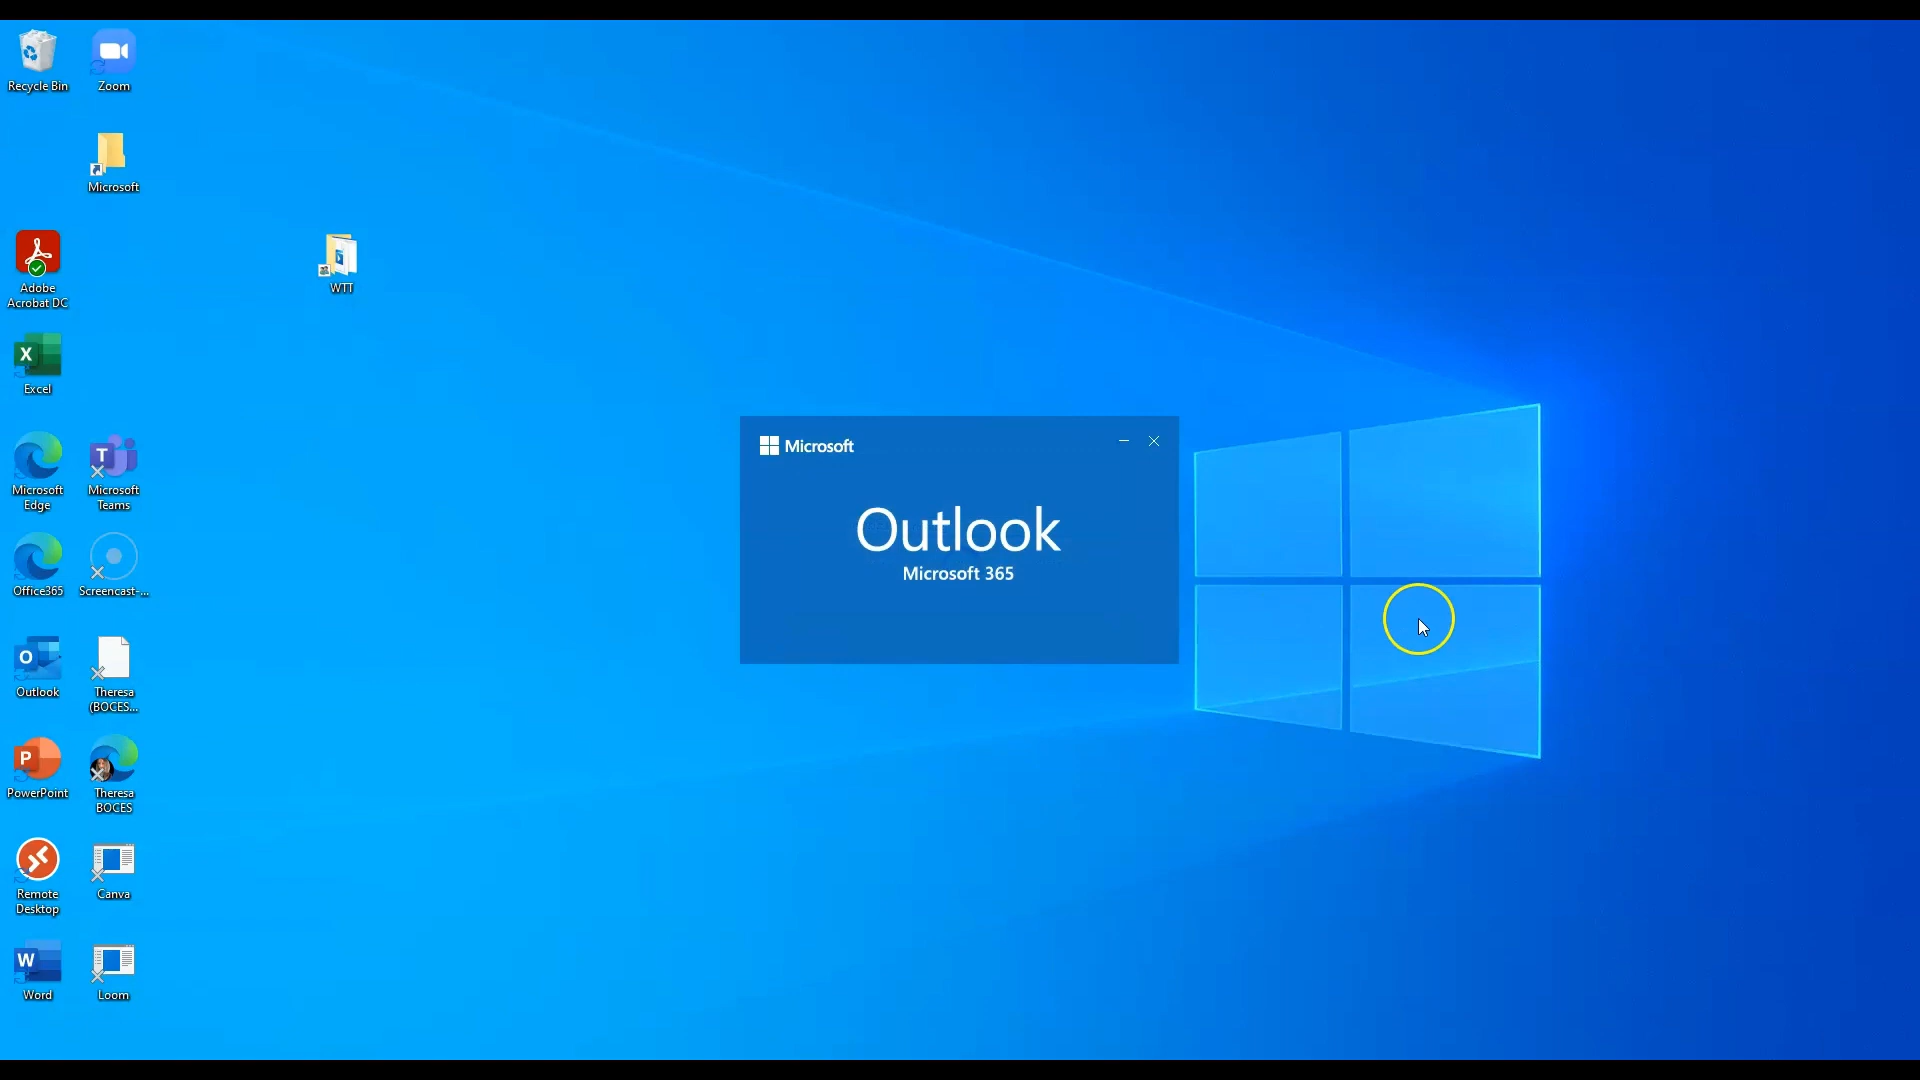 Recycle Bin
Zoom
Microsoft
Adobe
Acrobat DC
WTT
Excel
Microsoft
Edge
Microsoft
Teams
Office365
Screencast-...
Outlook
Theresa
(BOCES...
PowerPoint
Theresa
BOCES
Remote
Desktop
Canva
Word
Loom
Microsoft
Outlook
Microsoft 365